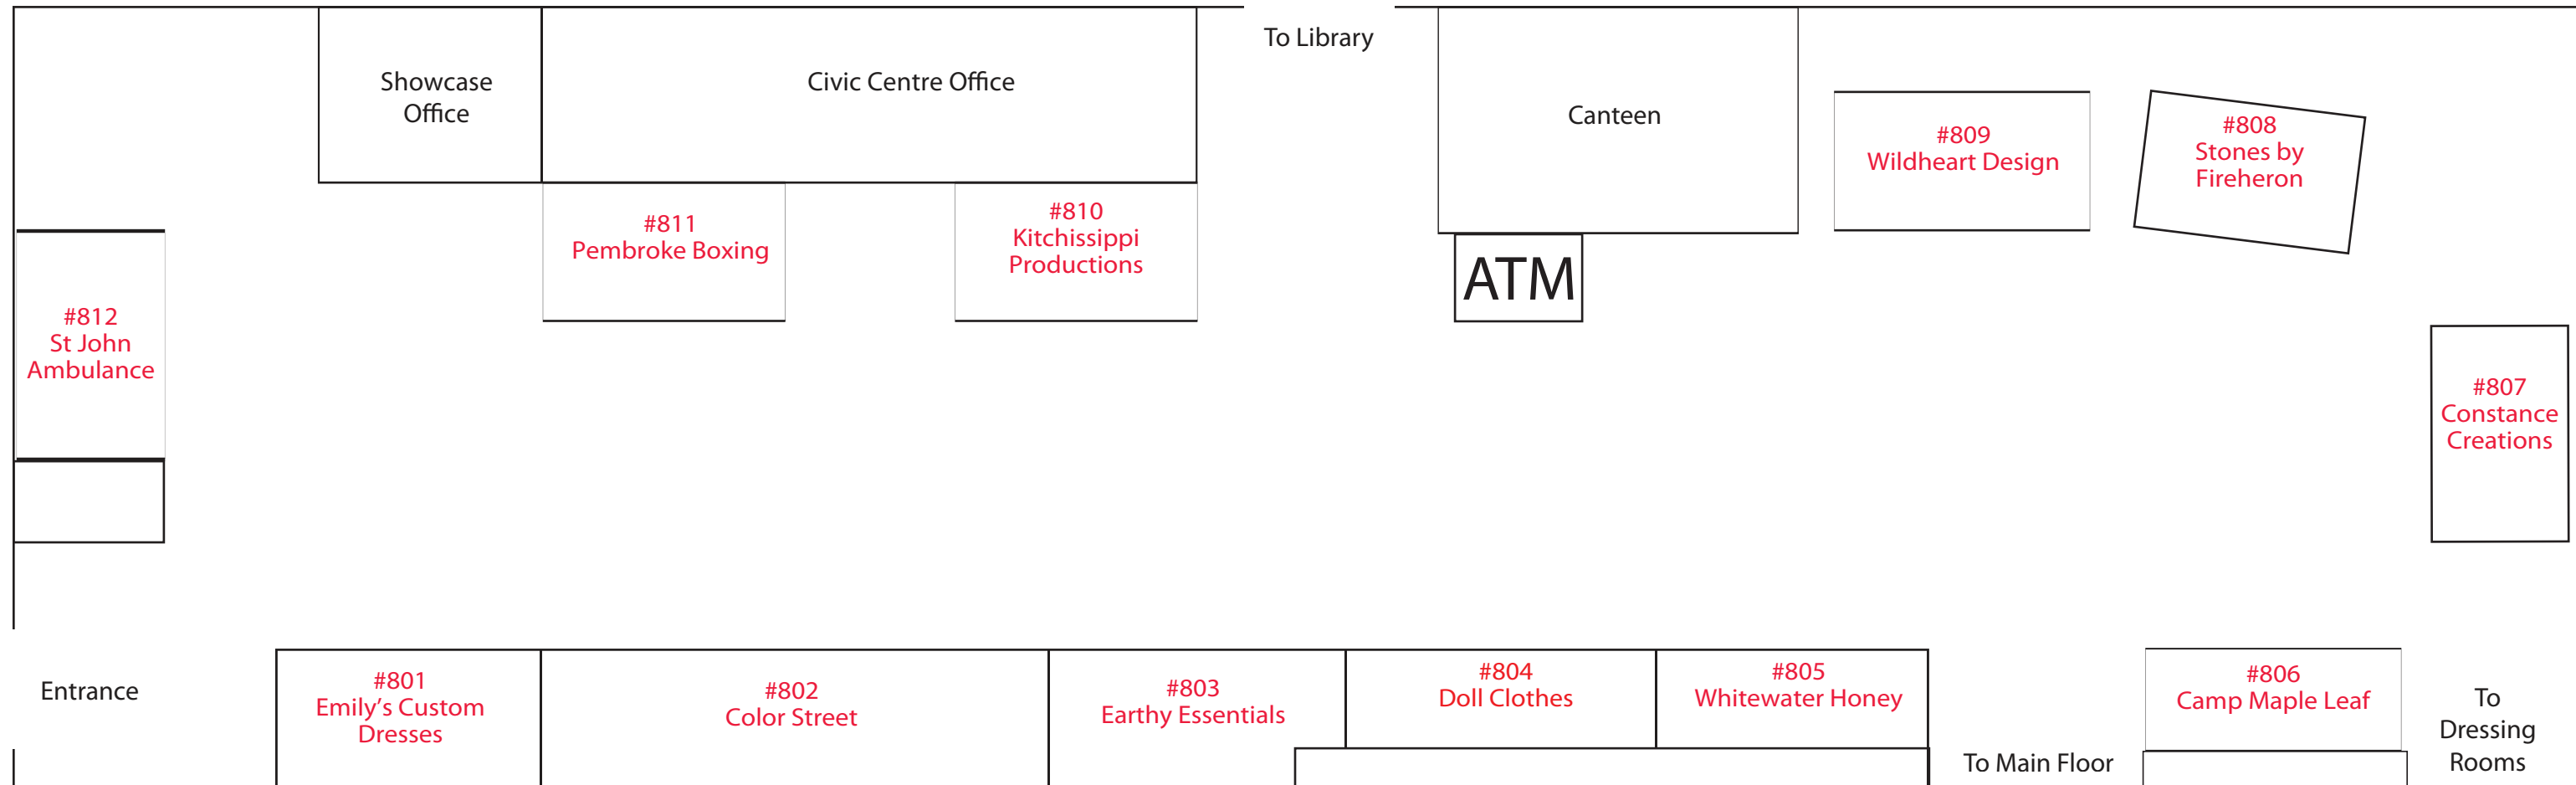 To Library
Showcase
Office
Civic Centre Office
Canteen
#809
Wildheart Design
#808
Stones by
Fireheron
#811
Pembroke Boxing
#810
Kitchissippi
Productions
ATM
#812
St John
Ambulance
#807
Constance
Creations
Entrance
#801
Emily’s Custom
Dresses
#802
Color Street
#803
Earthy Essentials
#804
Doll Clothes
#805
Whitewater Honey
To Main Floor
#806
Camp Maple Leaf
To
Dressing
Rooms